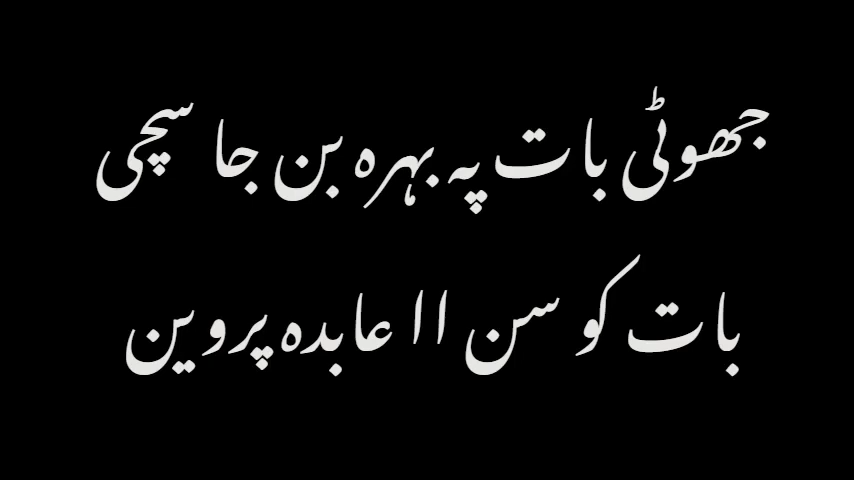 جھوٹی بات پہ بہرہ بن جا سچی
بات کو سن اا عابدہ پروین